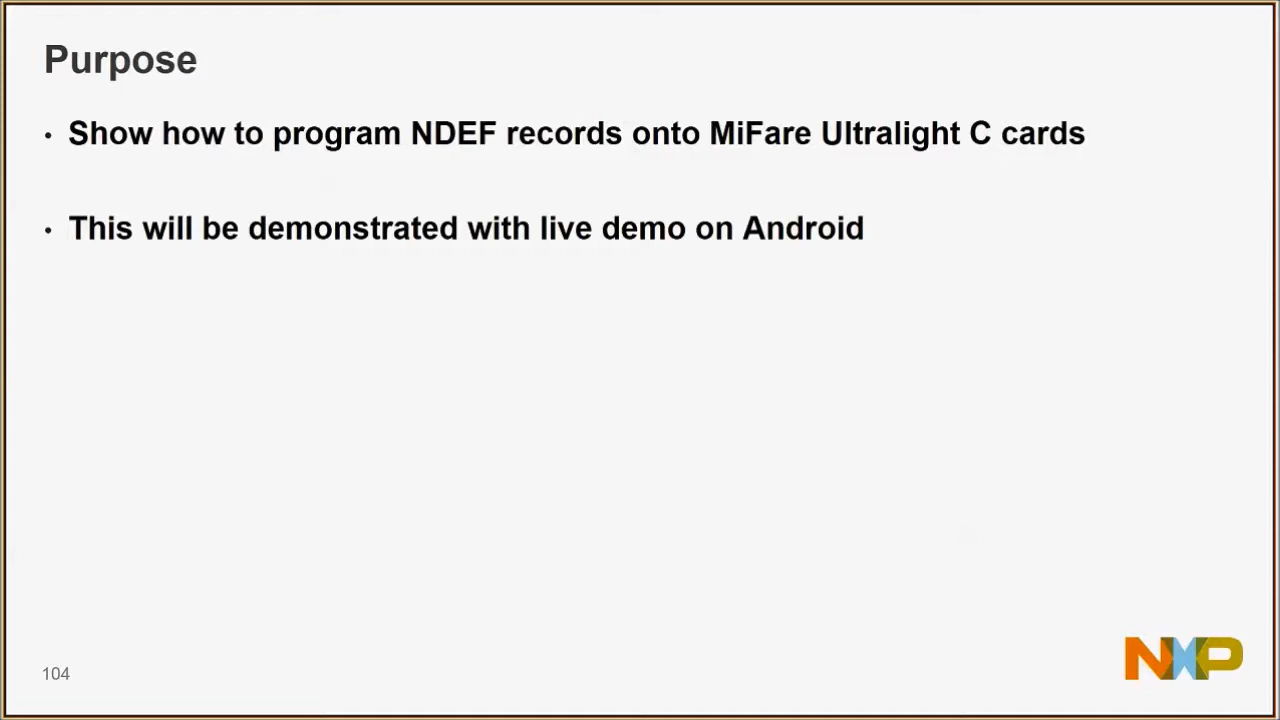 Purpose
• Show how to program NDEF records onto MiFare Ultralight C cards
• This will be demonstrated with live demo on Android
104
NXP